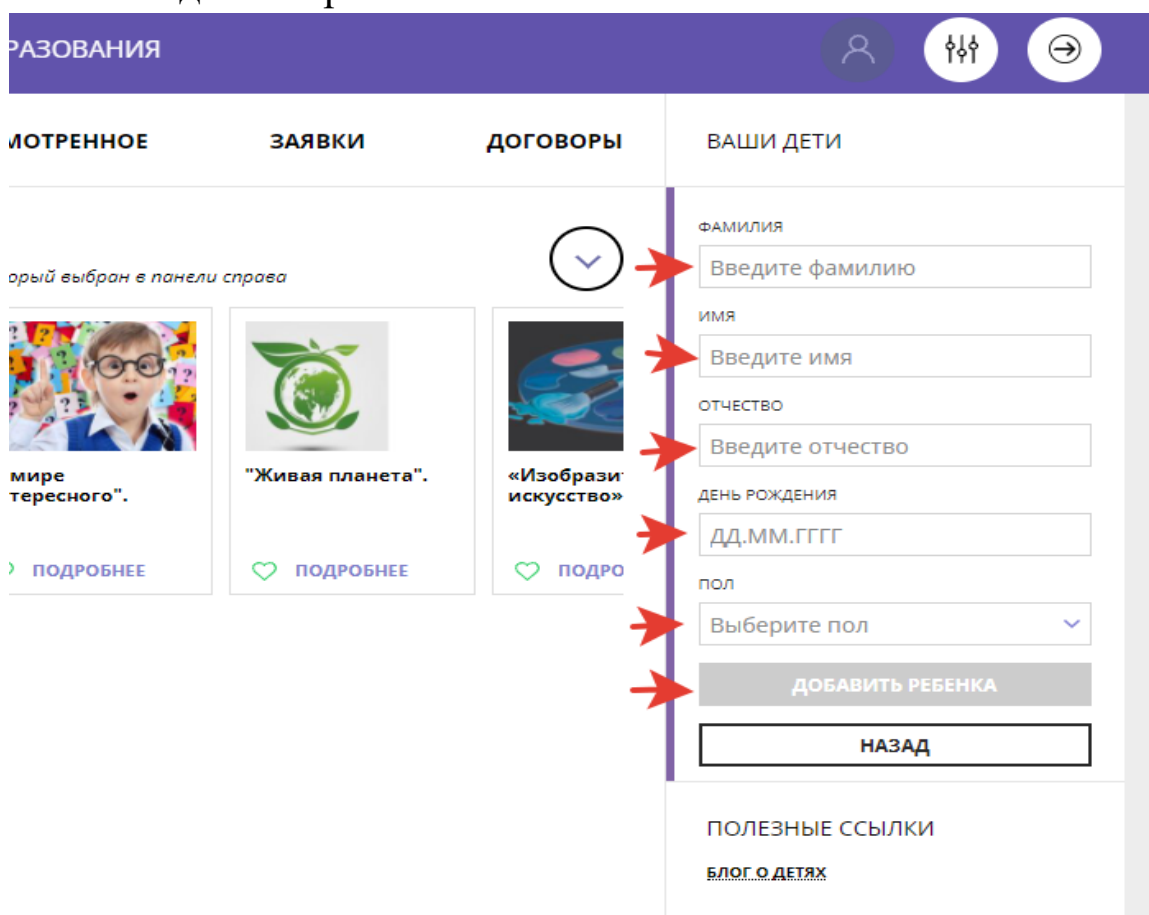 РАЗОВАНИЯ
МОТРЕННОЕ ЗАЯВКИ ДОГОВОРЫ
орый выбран в панели справа
мире
тересного".
ПОДРОБНЕЕ
"Живая планета".
ПОДРОБНЕЕ
«Изобрази
искусство»
ПОДРО
ВАШИ ДЕТИ
ФАМИЛИЯ
Введите фамилию
ИМЯ
Введите имя
ОТЧЕСТВО
Введите отчество
ДЕНЬ РОЖДЕНИЯ
ДД.ММ.ГГГГ
ПОЛ
Выберите пол
ДОБАВИТЬ РЕБЕНКА
НАЗАД
ПОЛЕЗНЫЕ ССЫЛКИ
БЛОГ О ДЕТЯХ